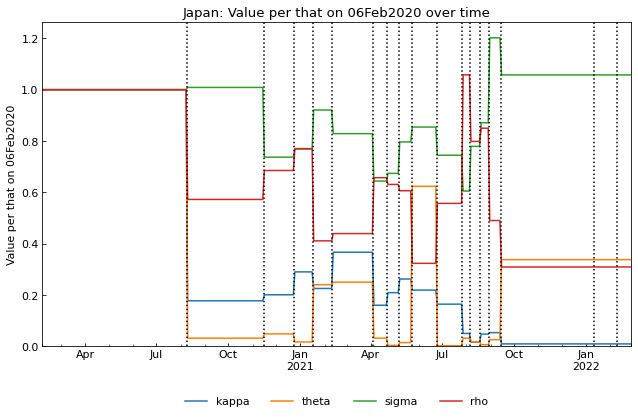 Japan: Value per that on 06Feb2020 over time
Value per that on 06Feb2020
1.2
1.0
0.8
0.6
0.4
0.2
0.0
Apr Jul Oct Jan Apr Jul Oct Jan
2021 2022
kappa theta sigma rho